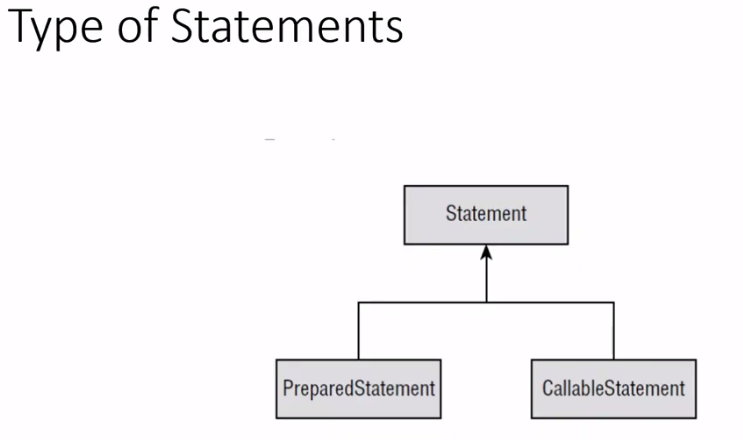 Type of Statements
Statement
PreparedStatement
CallableStatement